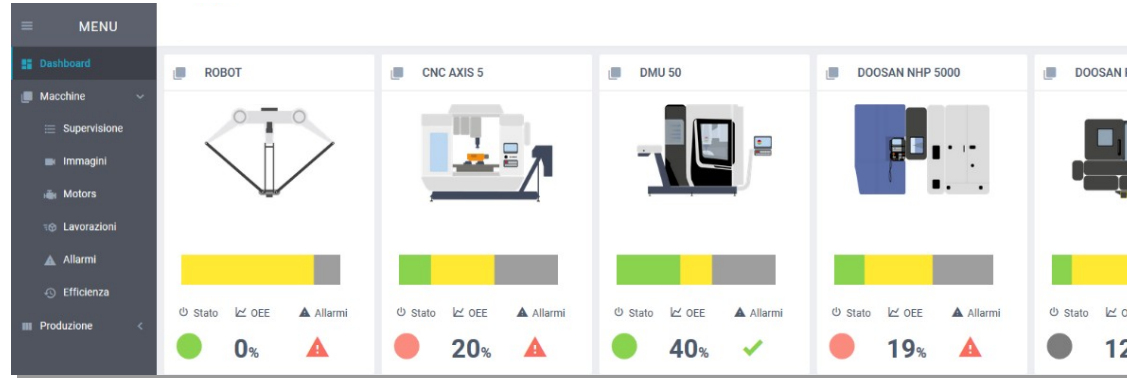 MENU
Dashboard
Macchine
Supervisione
Immagini
Motors
Lavorazioni
Allarmi
Efficienza
Produzione
ROBOT
Stato OEE Allarmi
0%
CNC AXIS 5
Stato OEE Allarmi
20%
DMU 50
Stato OEE Allarmi
40%
DOOSAN NHP 5000
Stato OEE Allarmi
19%
DOOSAN
Stato
12